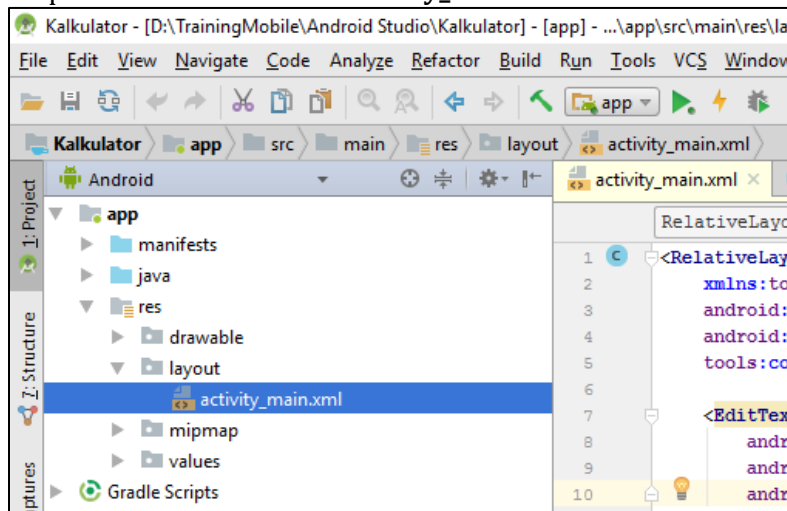 Kalkulator - [D:\TrainingMobile\Android Studio\Kalkulator] - [app] - ...\app\src\main\res\la
File Edit View Navigate Code Analyze Refactor Build Run Tools VCS Window
app
Kalkulator app src main res layout activity_main.xml
1: Project
7: Structure
ptures
Android
app
manifests
java
res
drawable
layout
activity_main.xml
mipmap
values
Gradle Scripts
activity_main.xml
RelativeLayo
1 C <RelativeLay
2 xmlns:to
3 android:
4 android:
5 tools:co
6
7 <EditTex
8 andr
9 andr
10 andr